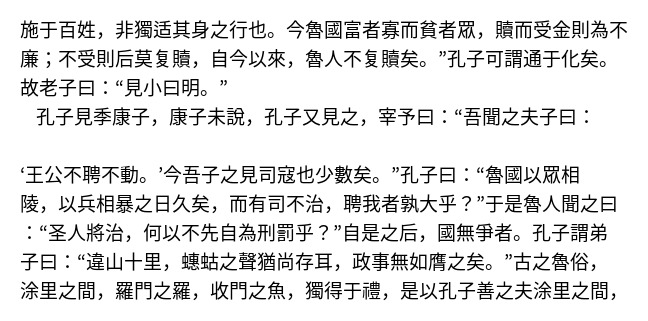 施于百姓，非獨适其身之行也。今魯國富者寡而貧者眾，贖而受金則為不
廉；不受則后莫复贖，自今以來，魯人不复贖矣。”孔子可謂通于化矣。
故老子曰：“見小曰明。”
孔子見季康子，康子未說，孔子又見之，宰予曰：“吾聞之夫子曰：
‘王公不聘不動。’今吾子之見司寇也少數矣。”孔子曰：“魯國以眾相
陵，以兵相暴之日久矣，而有司不治，聘我者孰大乎？”于是魯人聞之曰
：“圣人將治，何以不先自為刑罰乎？”自是之后，國無爭者。孔子謂弟
子曰：“違山十里，蟪蛄之聲猶尚存耳，政事無如膺之矣。”古之魯俗，
涂里之間，羅門之羅，收門之魚，獨得于禮，是以孔子善之夫涂里之間，